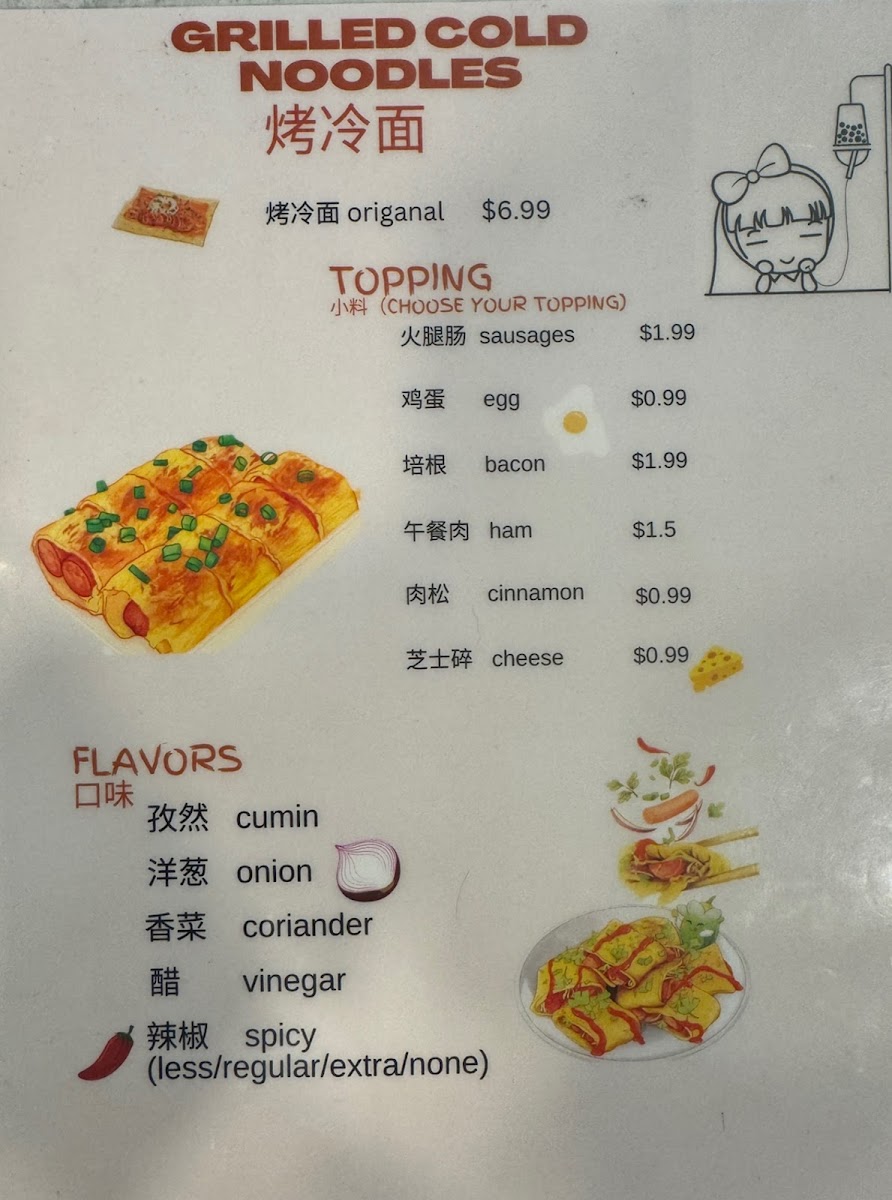 GRILLED COLD
NOODLES
烤冷面
烤冷面 origanal $6.99
TOPPING
小料（CHOOSE YOUR TOPPING）
火腿肠 sausages $1.99
鸡蛋 egg $0.99
培根 bacon $1.99
午餐肉 ham $1.5
肉松 cinnamon $0.99
芝士碎 cheese $0.99
FLAVORS
口味
孜然 cumin
洋葱 onion
香菜 coriander
醋 vinegar
辣椒 spicy
(less/regular/extra/none)